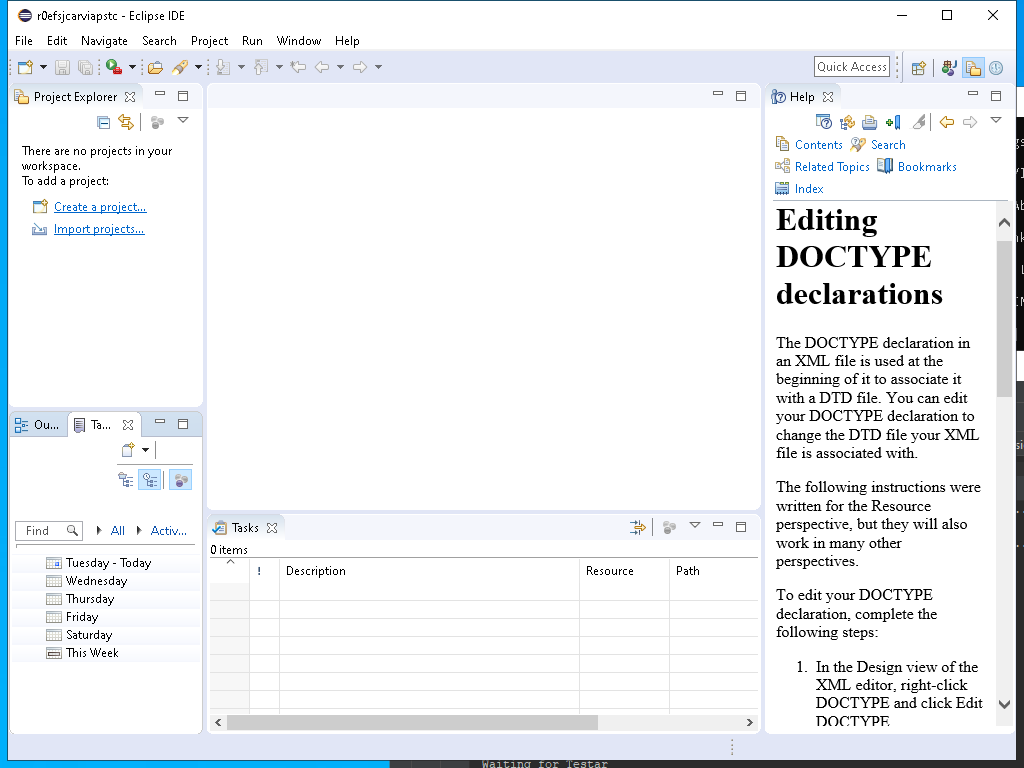 r0efsjcarviapstc - Eclipse IDE
File Edit Navigate Search Project Run Window Help
Quick Access
Project Explorer
There are no projects in your
workspace.
To add a project:
Create a project...
Import projects...
Ou...
Ta...
Find
All
Activ...
Tuesday - Today
Wednesday
Thursday
Friday
Saturday
This Week
Tasks
0 items
! Description Resource Path
Help
Contents Search
Related Topics Bookmarks
Index
Editing
DOCTYPE
declarations
The DOCTYPE declaration in
an XML file is used at the
beginning of it to associate it
with a DTD file. You can edit
your DOCTYPE declaration to
change the DTD file your XML
file is associated with.
The following instructions were
written for the Resource
perspective, but they will also
work in many other
perspectives.
To edit your DOCTYPE
declaration, complete the
following steps:
1. In the Design view of the
XML editor, right-click
DOCTYPE and click Edit
DOCTYPE
Waiting for Testar